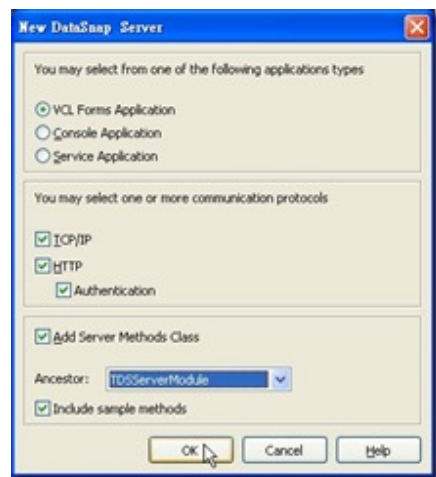 New DataSnap Server
You may select from one of the following applications types
VCL Forms Application
Console Application
Service Application
You may select one or more communication protocols
TCP/IP
HTTP
Authentication
Add Server Methods Class
Ancestor: TDSServerModule
Include sample methods
OK Cancel Help